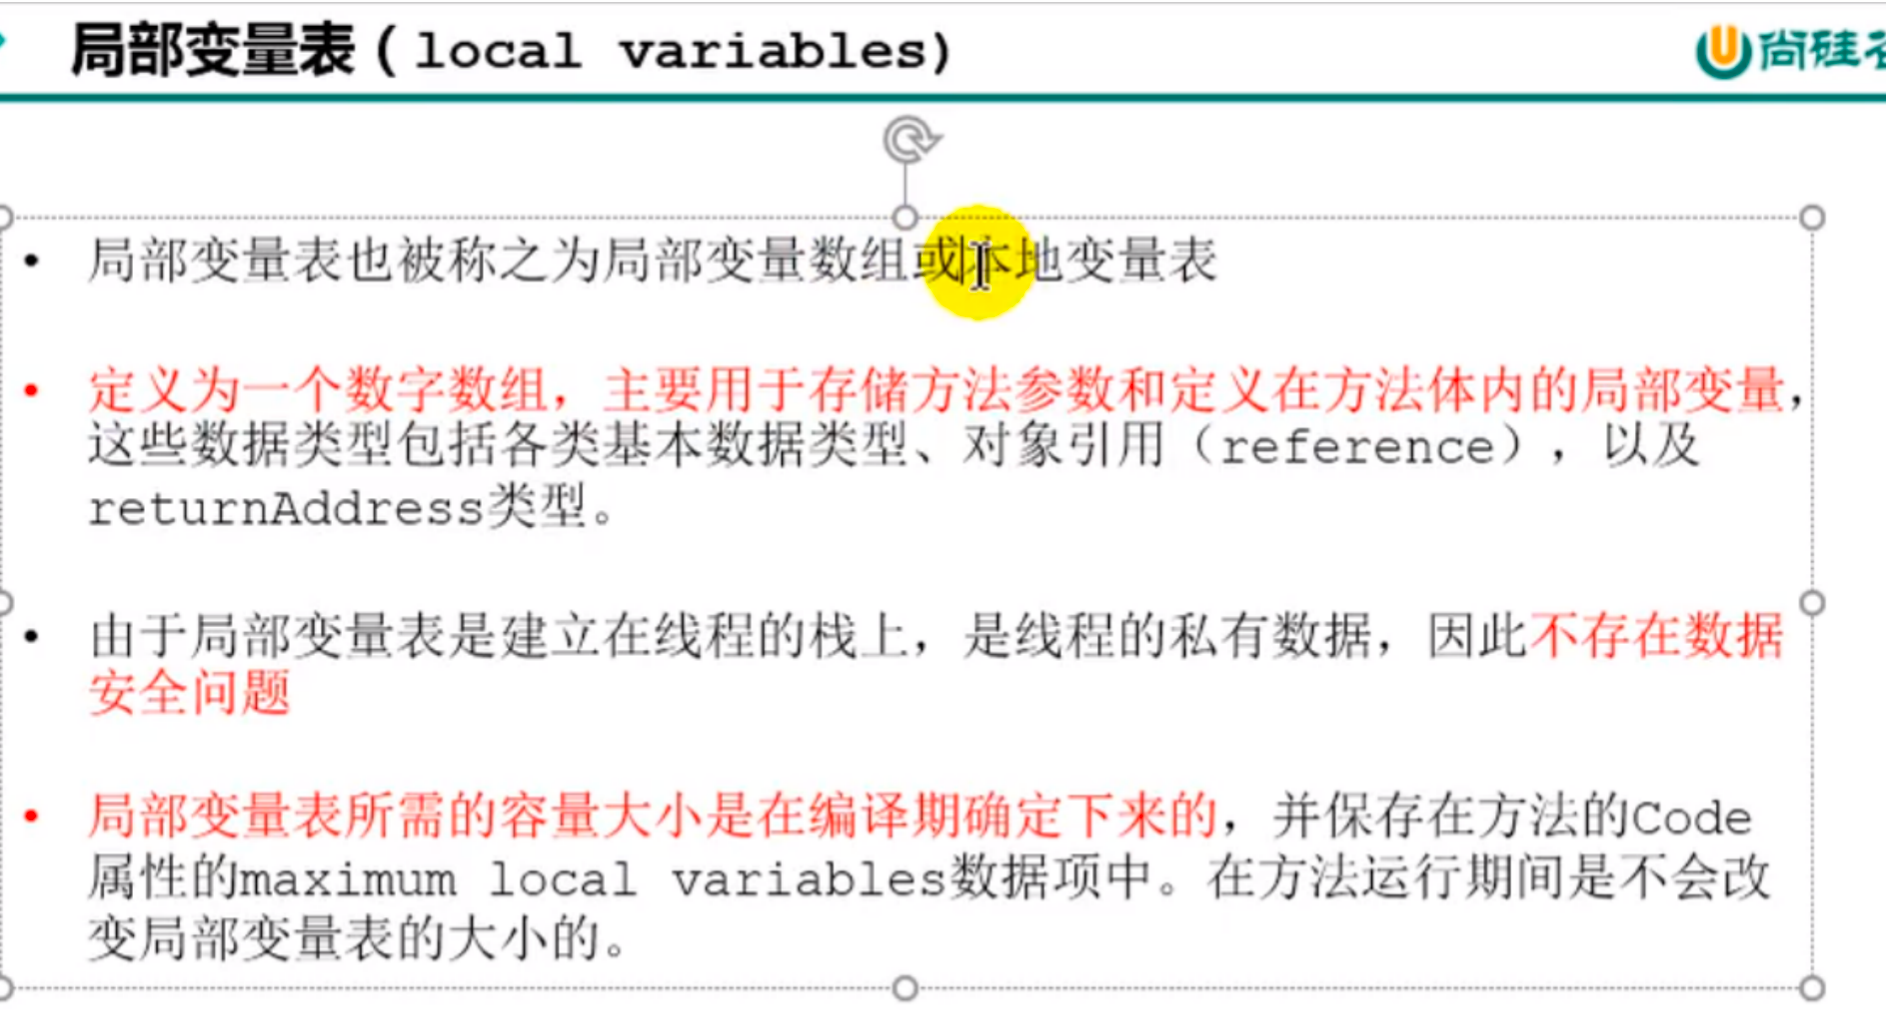 局部变量表(local variables)
尚硅
• 局部变量表也被称之为局部变量数组或本地变量表
• 定义为一个数字数组，主要用于存储方法参数和定义在方法体内的局部变量，
这些数据类型包括各类基本数据类型、对象引用（reference），以及
returnAddress类型。
• 由于局部变量表是建立在线程的栈上，是线程的私有数据，因此不存在数据
安全问题
• 局部变量表所需的容量大小是在编译期确定下来的，并保存在方法的Code
属性的maximum local variables数据项中。在方法运行期间是不会改
变局部变量表的大小的。